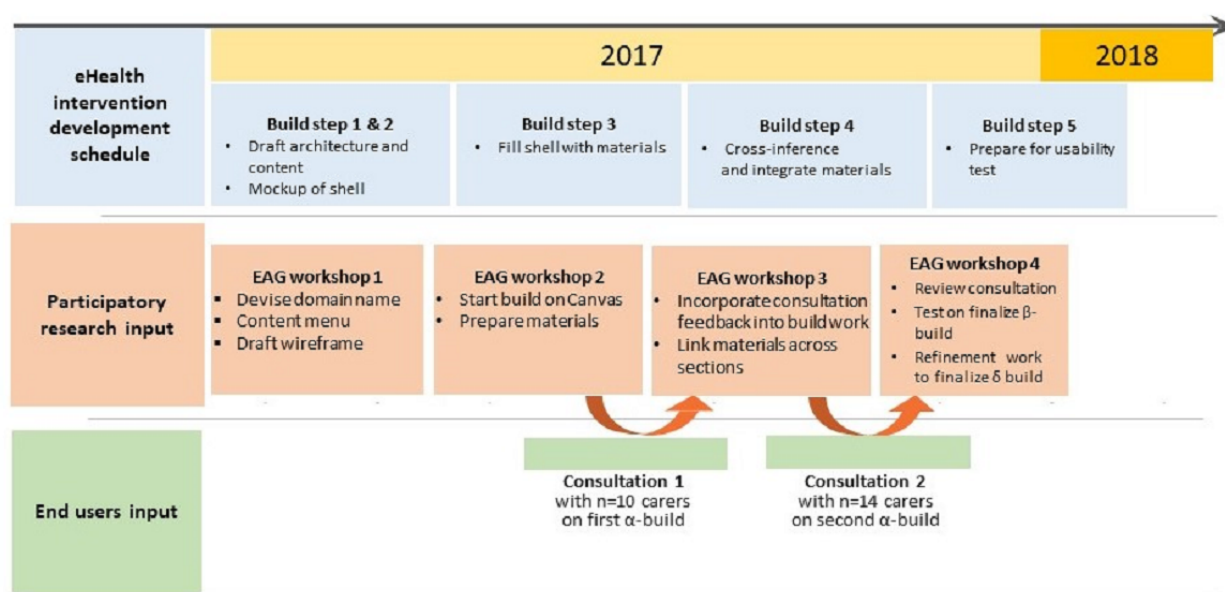 2017
2018
eHealth
intervention
development
schedule
Build step 1 & 2
• Draft architecture and
content
• Mockup of shell
Build step 3
• Fill shell with materials
Build step 4
• Cross-inference
and integrate materials
Build step 5
• Prepare for usability
test
Participatory
research input
EAG workshop 1
▪ Devise domain name
▪ Content menu
▪ Draft wireframe
EAG workshop 2
• Start build on Canvas
• Prepare materials
EAG workshop 3
• Incorporate consultation
feedback into build work
• Link materials across
sections
EAG workshop 4
• Review consultation
• Test on finalize β-
build
• Refinement work
to finalize δ build
End users input
Consultation 1
with n=10 carers
on first α-build
Consultation 2
with n=14 carers
on second α-build